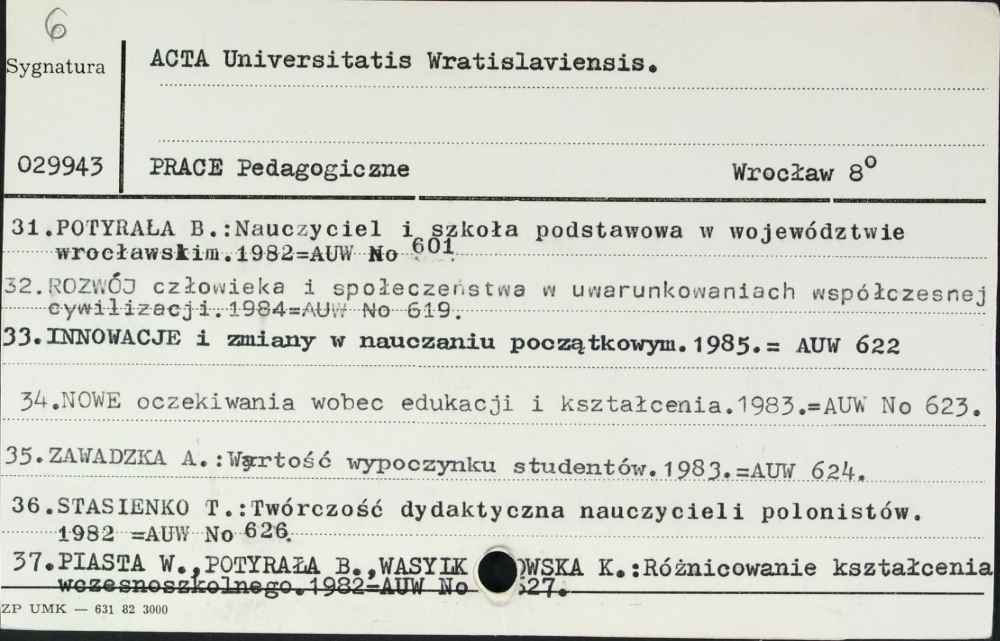 6
Sygnatura
ACTA Universitatis Wratislaviensis.
029943
PRACE Pedagogiczne Wrocław 8º
31.POTYRAŁA B.:Nauczyciel i szkoła podstawowa w województwie
wrocławskim.1982=AUW No 601
32.ROZWÓJ człowieka i społeczeństwa w uwarunkowaniach współczesnej
cywilizacji.1984=AUW No 619.
33.INNOWACJE i zmiany w nauczaniu początkowym.1985.= AUW 622
34.NOWE oczekiwania wobec edukacji i kształcenia.1983.=AUW No 623.
35.ZAWADZKA A.:Wartość wypoczynku studentów.1983.=AUW 624.
36.STASIENKO T.:Twórczość dydaktyczna nauczycieli polonistów.
1982 =AUW No 626.
37.PIASTA W.,POTYRAŁA B.,WASYLK OWSKA K.:Różnicowanie kształcenia
wczesnoszkolnego.1982=AUW No 627.
ZP UMK — 631 82 3000